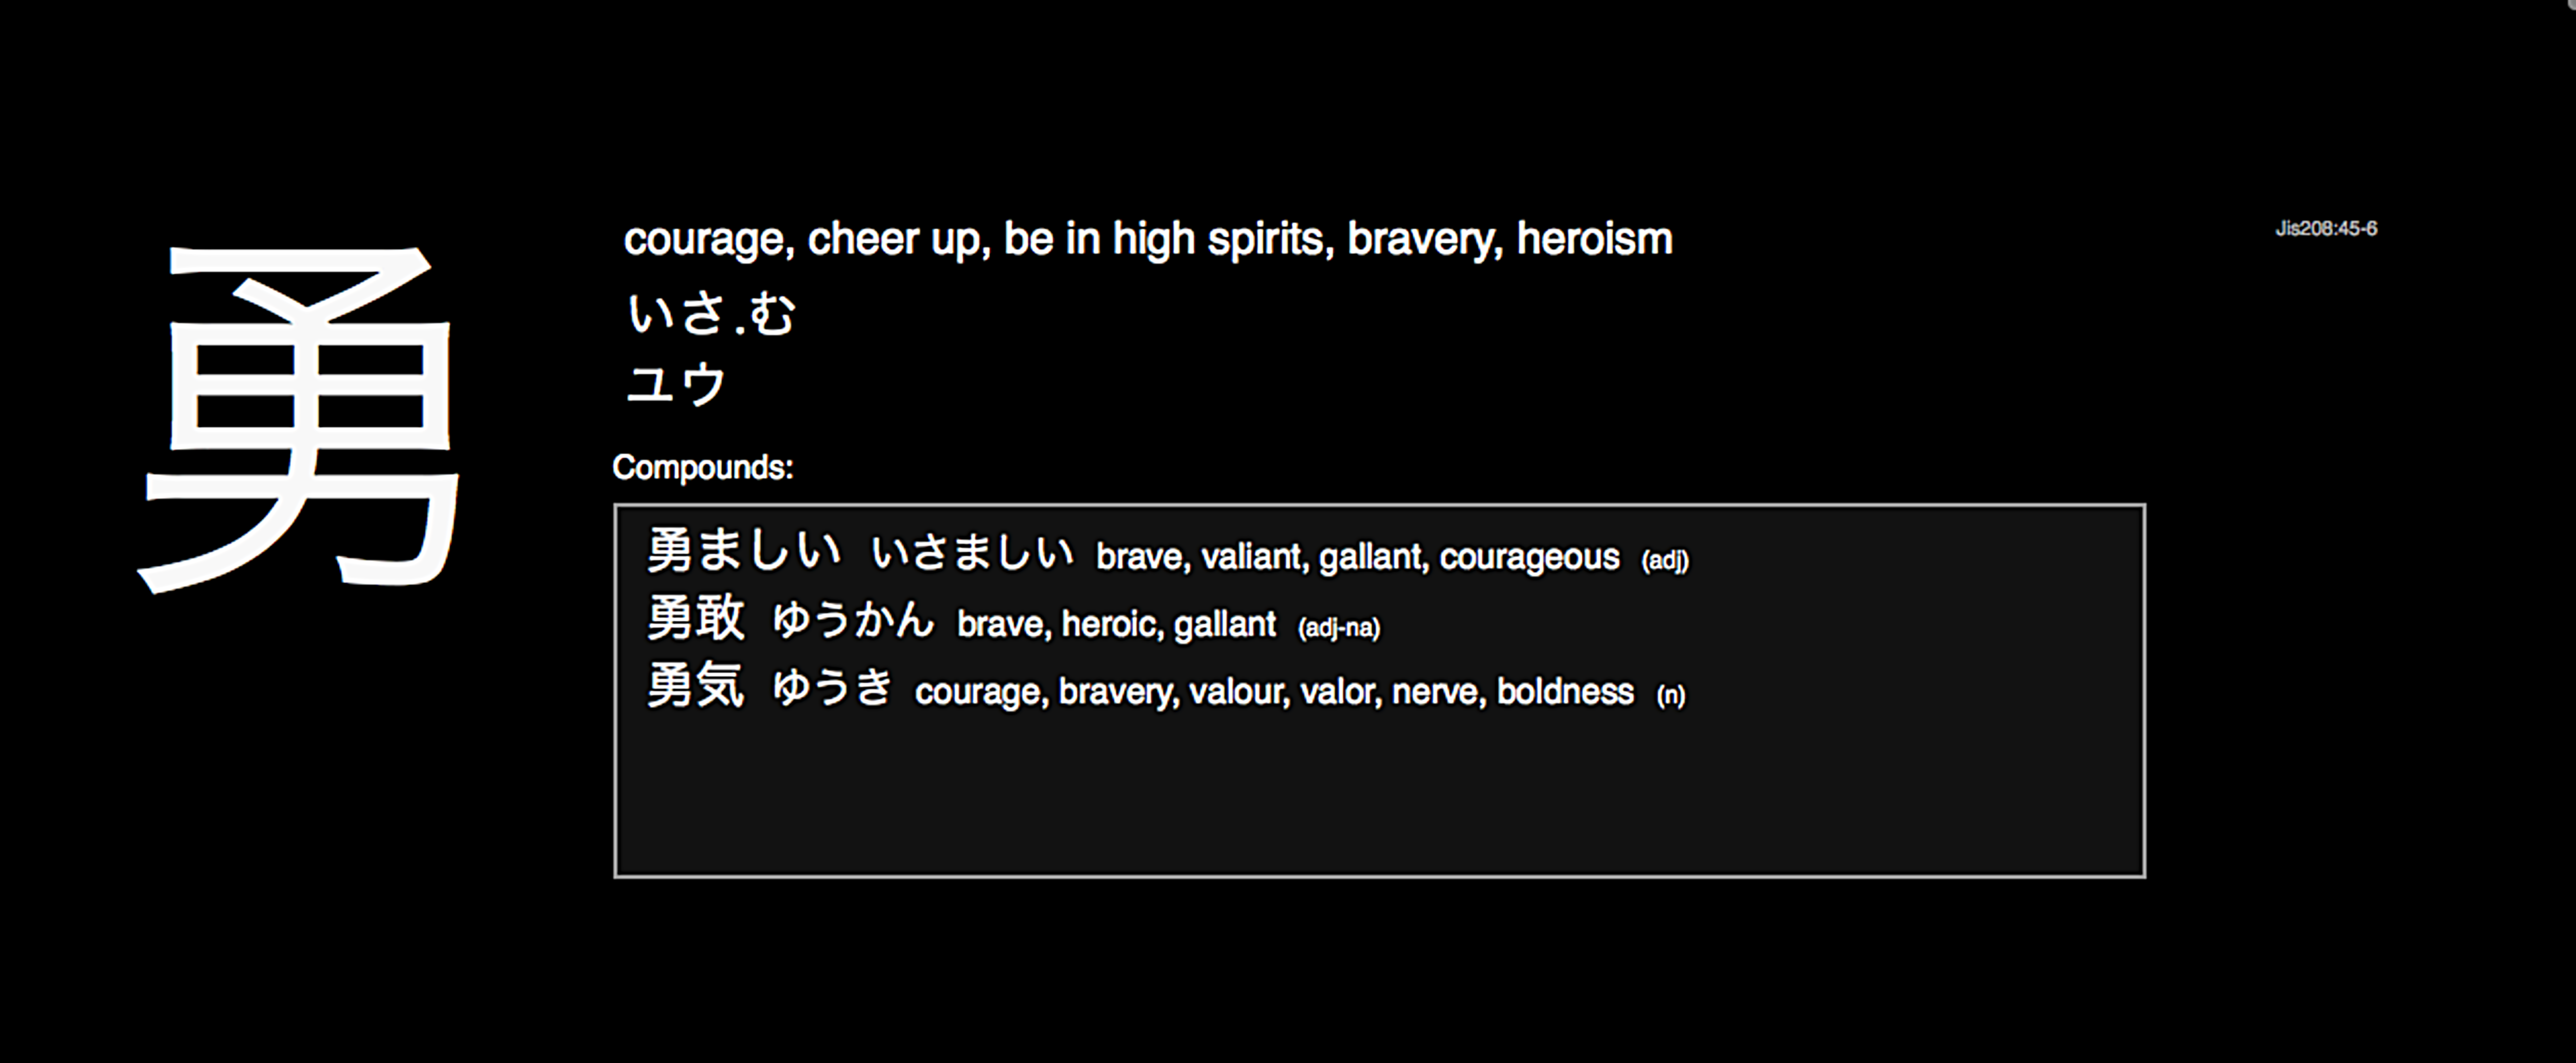 勇
courage, cheer up, be in high spirits, bravery, heroism
Jis208:45-6
いさ.む
ユウ
Compounds:
勇ましい いさましい brave, valiant, gallant, courageous (adj)
勇敢 ゆうかん brave, heroic, gallant (adj-na)
勇気 ゆうき courage, bravery, valour, valor, nerve, boldness (n)